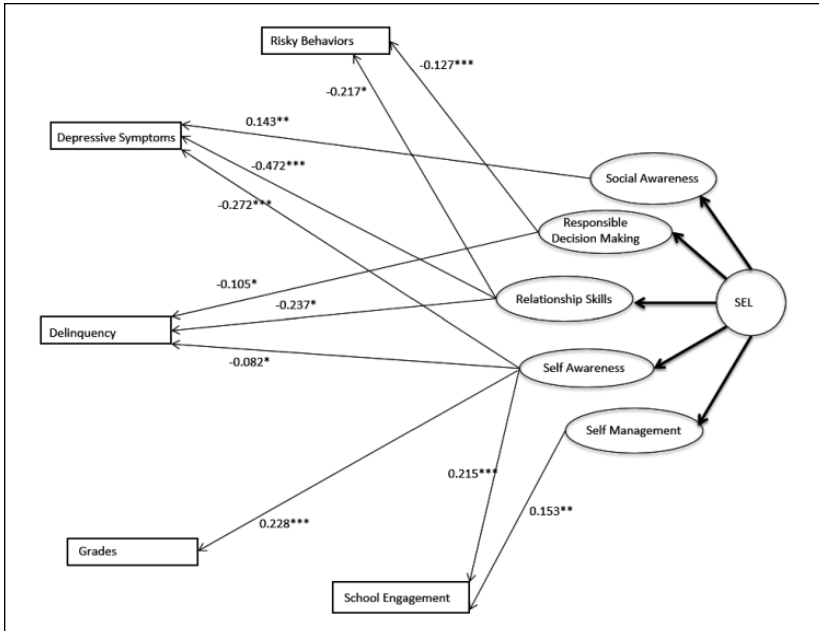 Risky Behaviors
-0.127***
-0.217*
0.143**
Depressive Symptoms
-0.472***
Social Awareness
-0.272***
Responsible
Decision Making
-0.105*
-0.237*
Relationship Skills
SEL
Delinquency
-0.082*
Self Awareness
Self Management
0.215***
0.153**
0.228***
Grades
School Engagement